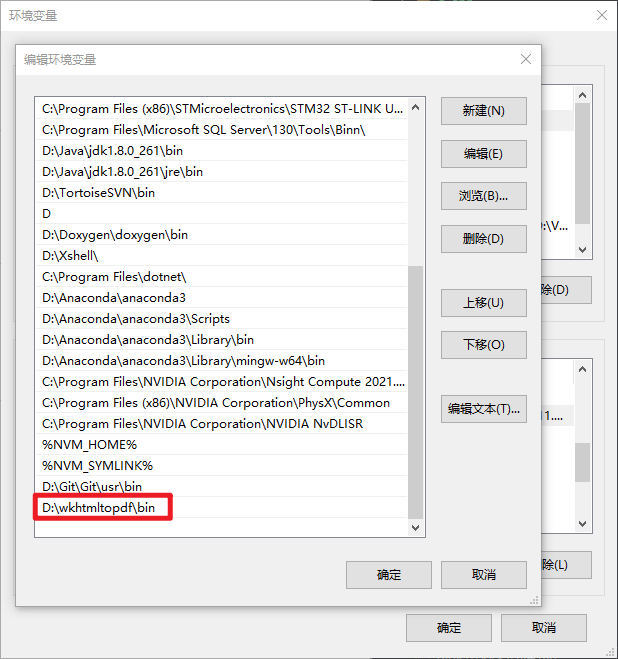 环境变量
编辑环境变量
C:\Program Files (x86)\STMicroelectronics\STM32 ST-LINK U...
C:\Program Files\Microsoft SQL Server\130\Tools\Binn\
D:\Java\jdk1.8.0_261\bin
D:\Java\jdk1.8.0_261\jre\bin
D:\TortoiseSVN\bin
D
D:\Doxygen\doxygen\bin
D:\Xshell\
C:\Program Files\dotnet\
D:\Anaconda\anaconda3
D:\Anaconda\anaconda3\Scripts
D:\Anaconda\anaconda3\Library\bin
D:\Anaconda\anaconda3\Library\mingw-w64\bin
C:\Program Files\NVIDIA Corporation\Nsight Compute 2021....
C:\Program Files (x86)\NVIDIA Corporation\PhysX\Common
C:\Program Files\NVIDIA Corporation\NVIDIA NvDLISR
%NVM_HOME%
%NVM_SYMLINK%
D:\Git\Git\usr\bin
D:\wkhtmltopdf\bin
新建(N)
编辑(E)
浏览(B)...
删除(D)
上移(U)
下移(O)
编辑文本(T)...
确定
取消
):\V...
除(D)
11....
除(L)
确定
取消